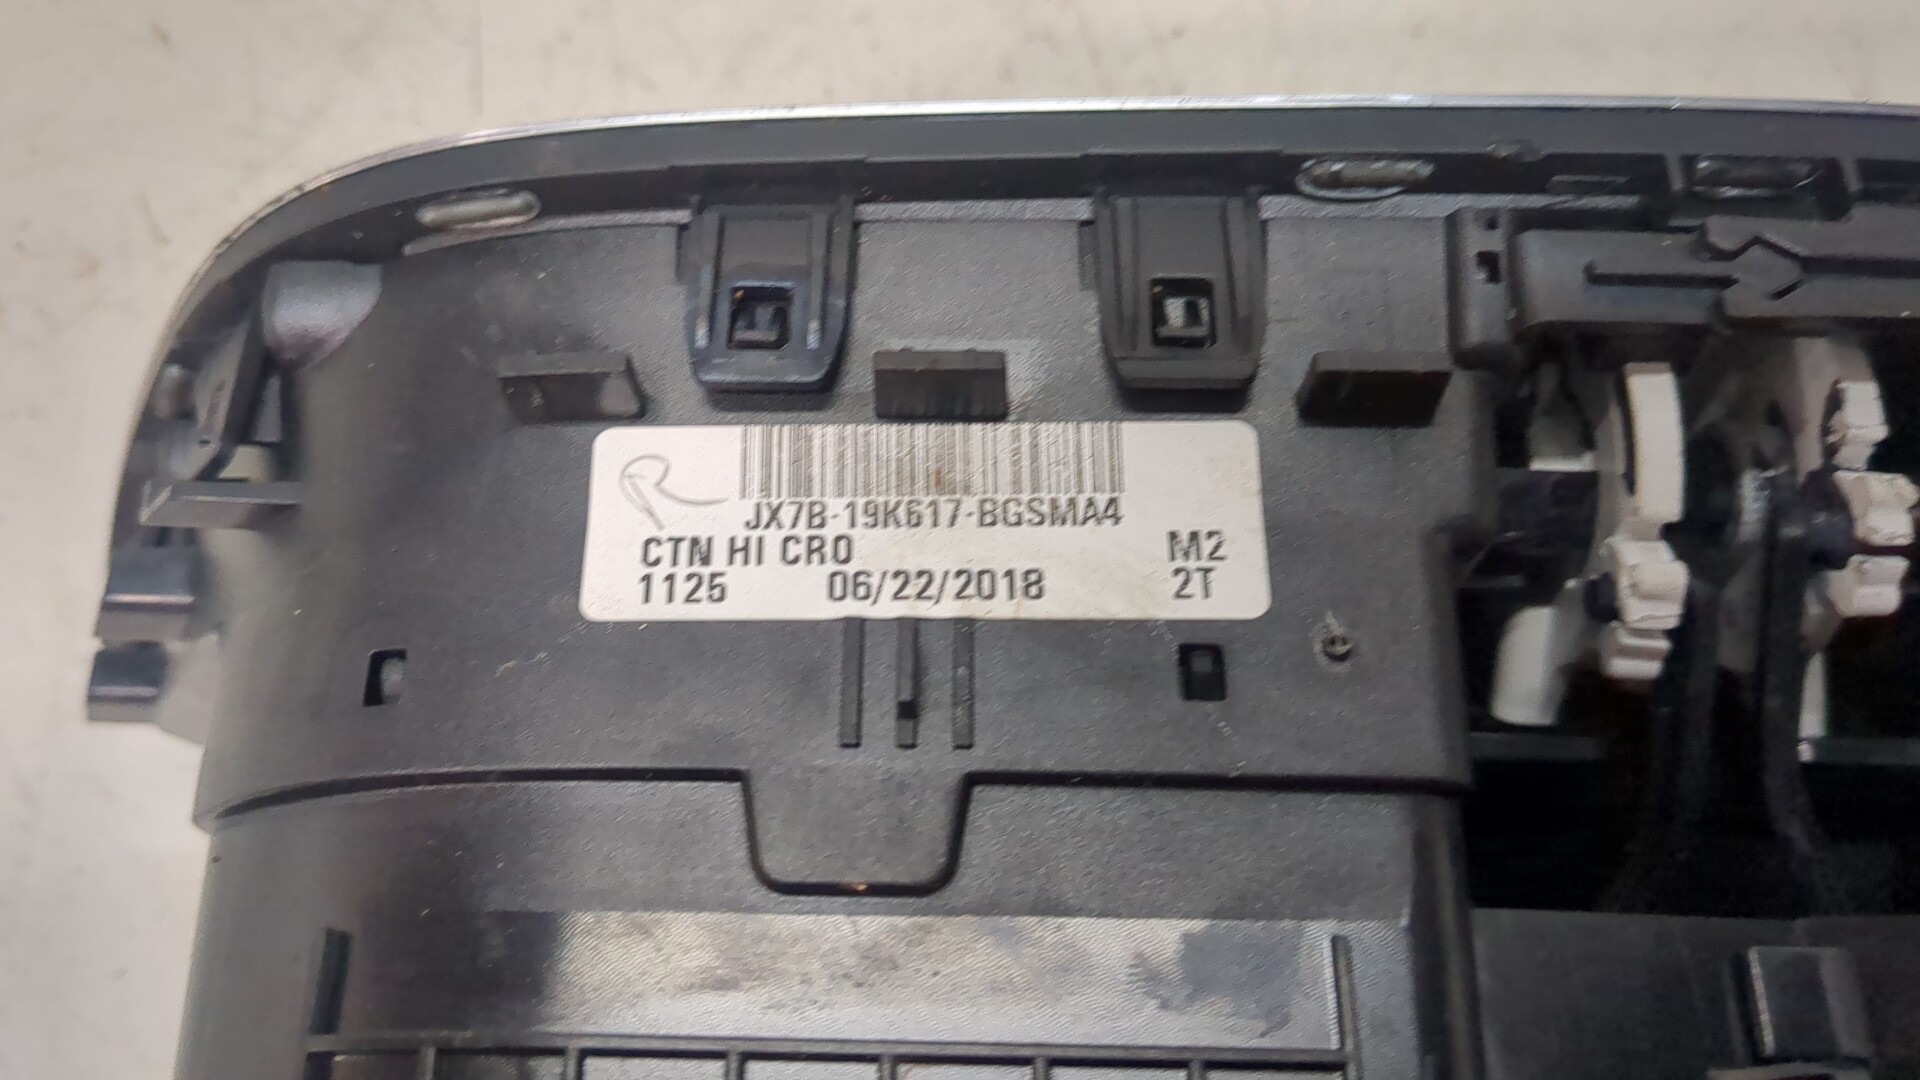 R
JX7B-19K617-BGSMA4
CTN HI CRO M2
1125 06/22/2018 2T